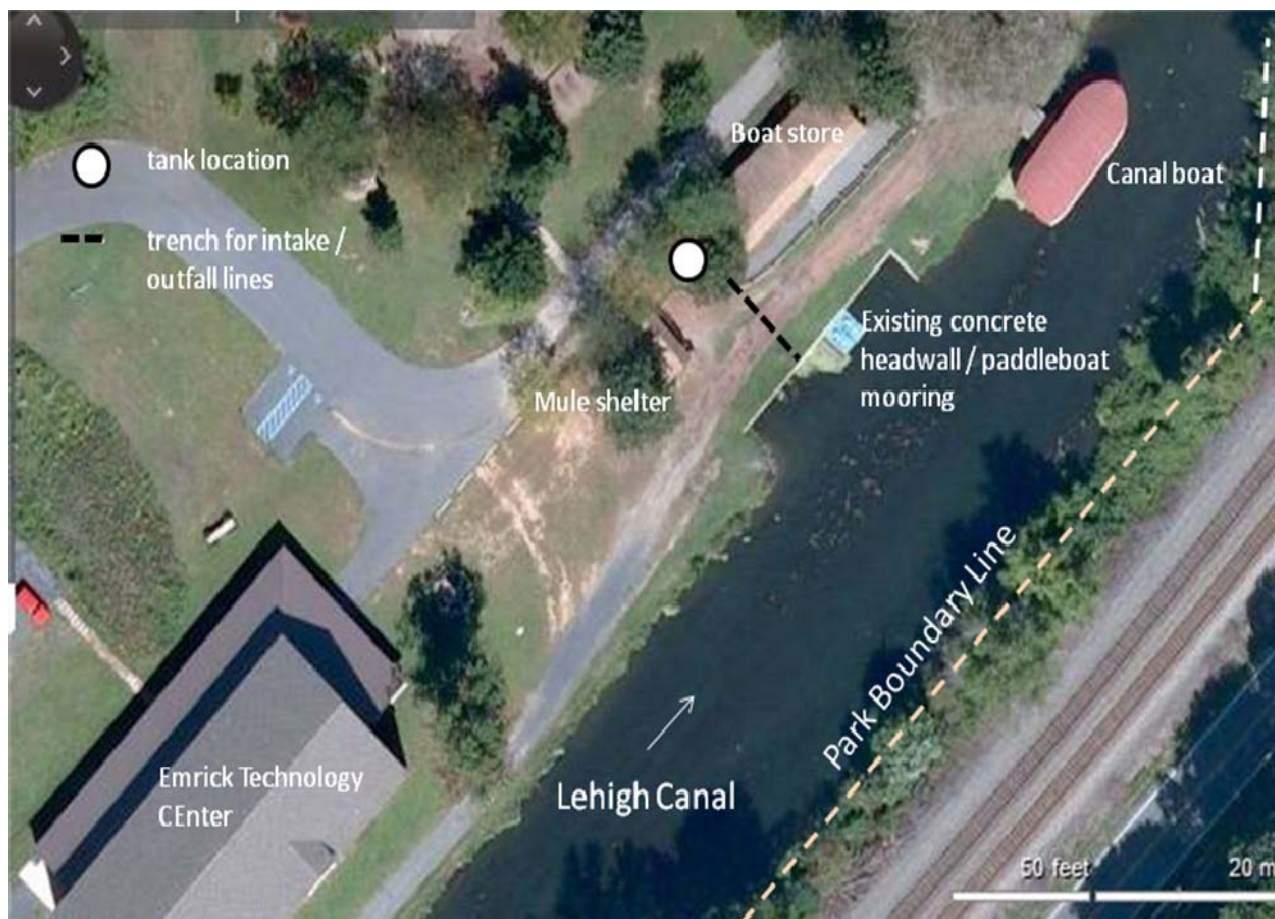 Boat store
tank location
Canal boat
trench for intake /
outfall lines
Existing concrete
headwall / paddleboat
mooring
Mule shelter
Park Boundary Line
Emrick Technology
CEnter
Lehigh Canal
50 feet
20 m